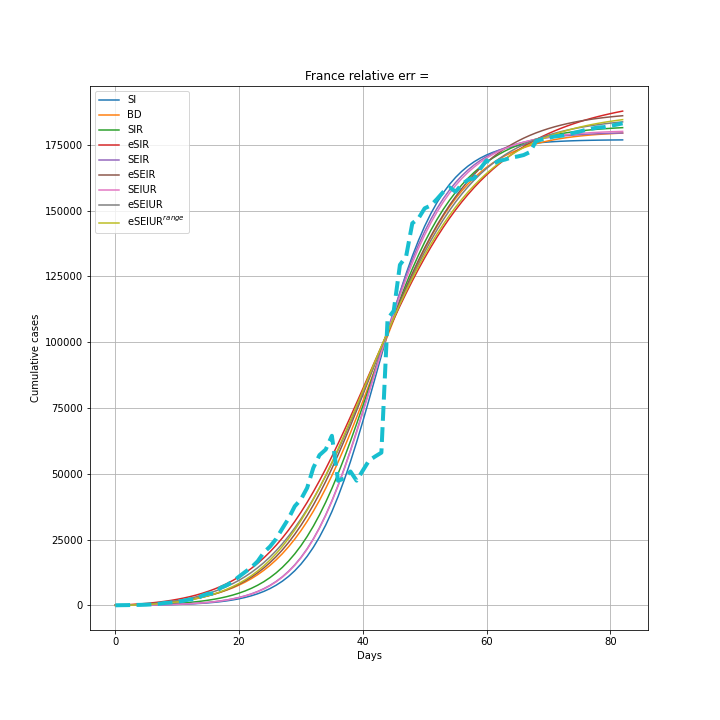 France relative err =
SI
BD
SIR
eSIR
SEIR
eSEIR
SEIUR
eSEIUR
eSEIUR^range
175000
150000
125000
100000
75000
50000
25000
0
Cumulative cases
0 20 40 60 80
Days